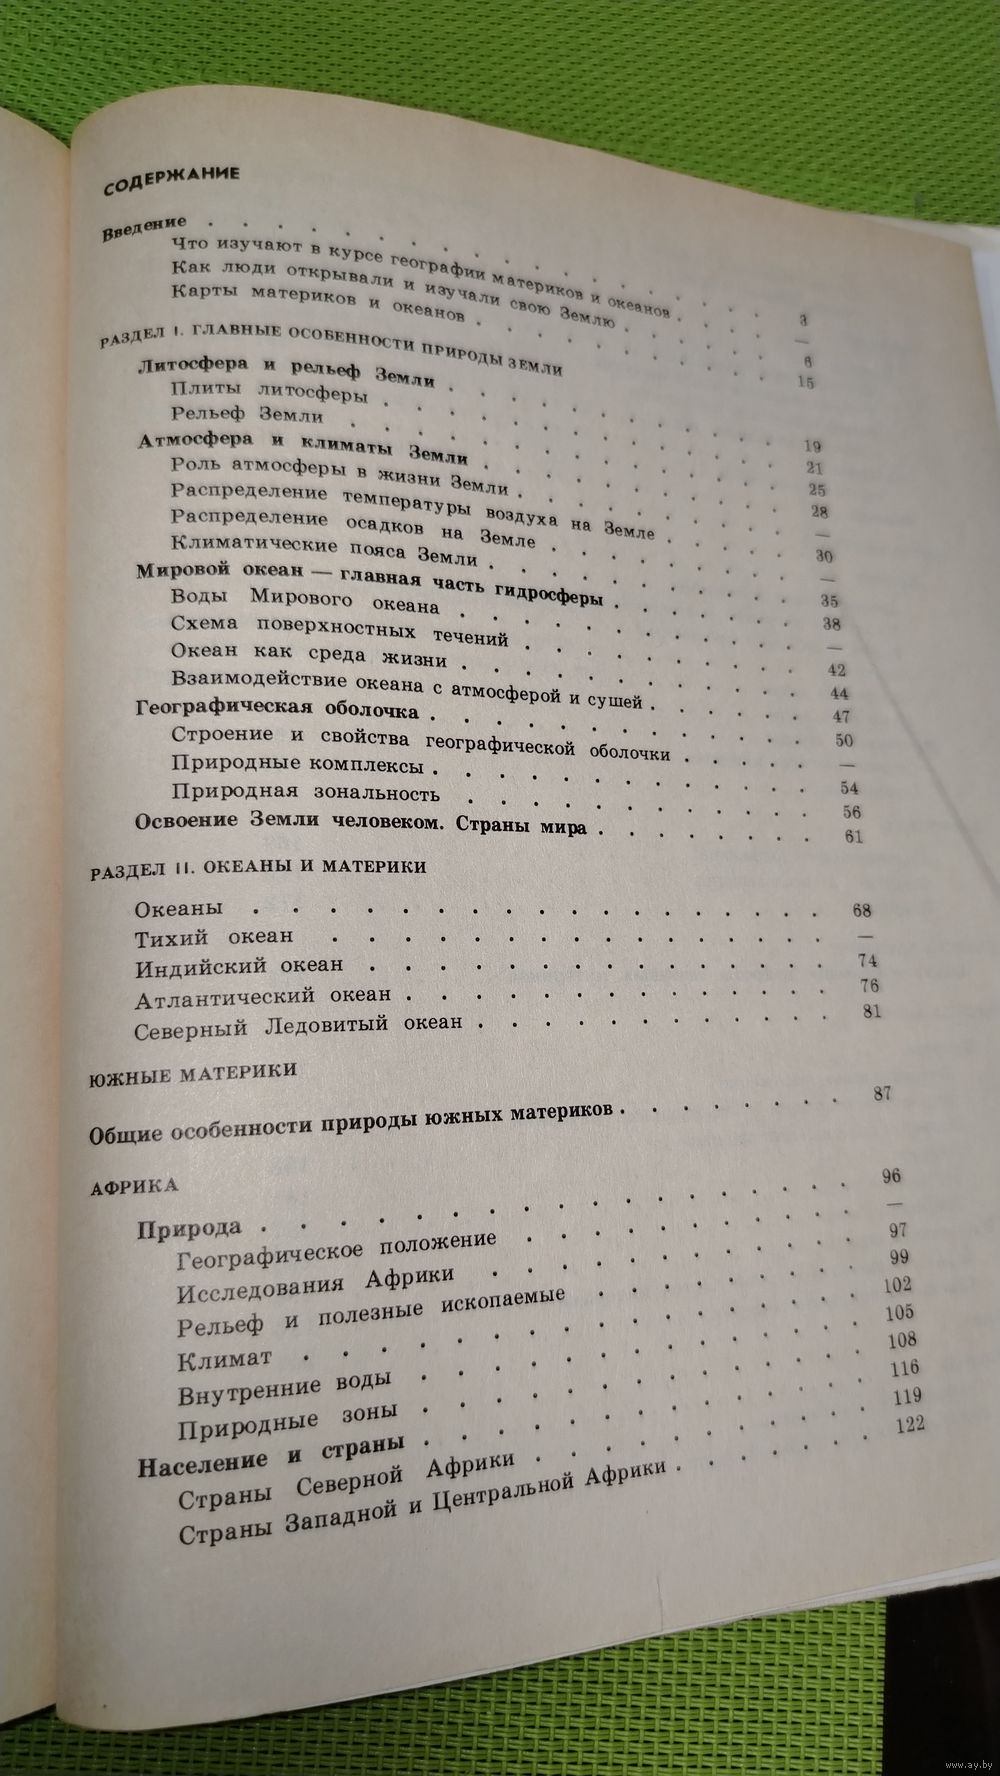 СОДЕРЖАНИЕ
Введение . . . . . . . . . . . . . . . 3
Что изучают в курсе географии материков и океанов . . . . —
Как люди открывали и изучали свою Землю . . . . . 6
Карты материков и океанов . . . . . . . . . 15
РАЗДЕЛ I. ГЛАВНЫЕ ОСОБЕННОСТИ ПРИРОДЫ ЗЕМЛИ
Литосфера и рельеф Земли . . . . . . . . . . 19
Плиты литосферы . . . . . . . . . . . . 21
Рельеф Земли . . . . . . . . . . . . . 25
Атмосфера и климаты Земли . . . . . . . . . . 28
Роль атмосферы в жизни Земли . . . . . . . . . —
Распределение температуры воздуха на Земле . . . . . 30
Распределение осадков на Земле . . . . . . . . —
Климатические пояса Земли . . . . . . . . . . 35
Мировой океан — главная часть гидросферы . . . . . . 38
Воды Мирового океана . . . . . . . . . . —
Схема поверхностных течений . . . . . . . . . 42
Океан как среда жизни . . . . . . . . . . 44
Взаимодействие океана с атмосферой и сушей . . . . . 47
Географическая оболочка . . . . . . . . . . . 50
Строение и свойства географической оболочки . . . . —
Природные комплексы . . . . . . . . . . . 54
Природная зональность . . . . . . . . . . 56
Освоение Земли человеком. Страны мира . . . . . . . 61
РАЗДЕЛ II. ОКЕАНЫ И МАТЕРИКИ
Океаны . . . . . . . . . . . . . . . . 68
Тихий океан . . . . . . . . . . . . . . —
Индийский океан . . . . . . . . . . . . . 74
Атлантический океан . . . . . . . . . . . . 76
Северный Ледовитый океан . . . . . . . . . . 81
ЮЖНЫЕ МАТЕРИКИ
Общие особенности природы южных материков . . . . . . . 87
АФРИКА
Природа . . . . . . . . . . . . . . . 96
Географическое положение . . . . . . . . . —
Исследования Африки . . . . . . . . . . 97
Рельеф и полезные ископаемые . . . . . . . 99
Климат . . . . . . . . . . . . . . 102
Внутренние воды . . . . . . . . . . . 105
Природные зоны . . . . . . . . . . . 108
Население и страны . . . . . . . . . . . 116
Страны Северной Африки . . . . . . . . . 119
Страны Западной и Центральной Африки . . . . . . 122
www.ay.by